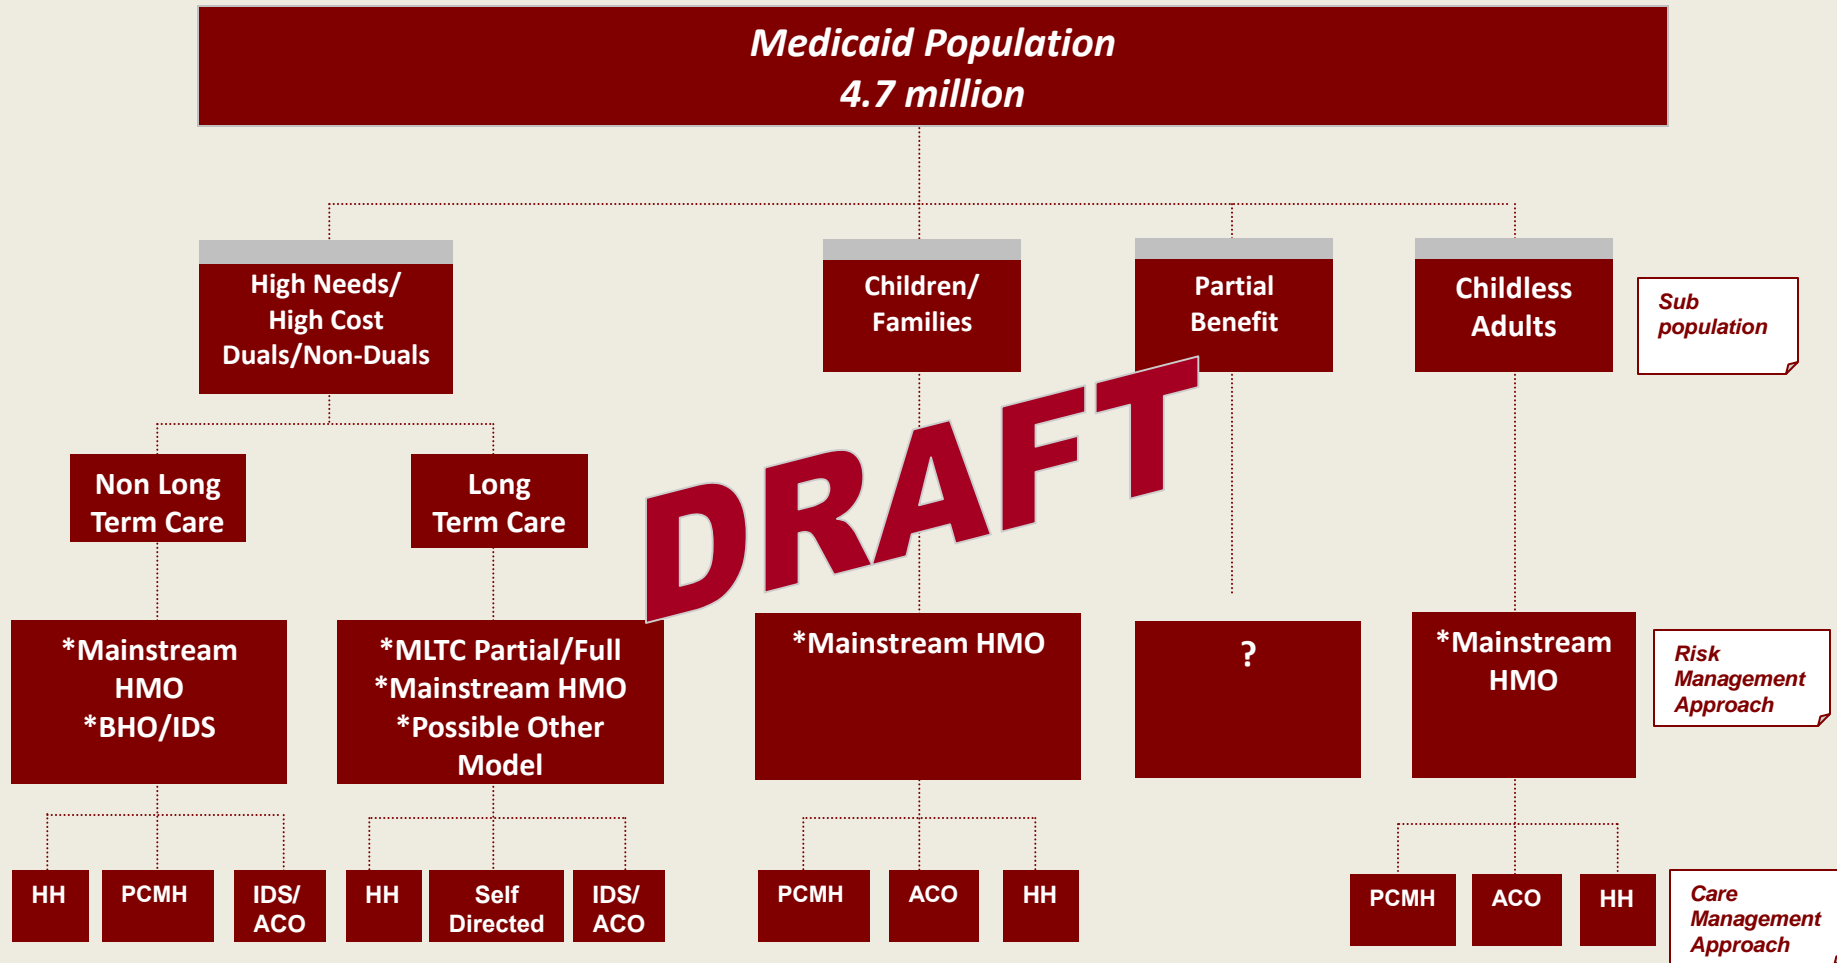 Medicaid Population
4.7 million
High Needs/
High Cost
Duals/Non-Duals
Children/
Families
Partial
Benefit
Childless
Adults
Sub
population
Non Long
Term Care
Long
Term Care
DRAFT
*Mainstream
HMO
*BHO/IDS
*MLTC Partial/Full
*Mainstream HMO
*Possible Other
Model
*Mainstream HMO
?
*Mainstream
HMO
Risk
Management
Approach
HH
PCMH
IDS/
ACO
HH
Self
Directed
IDS/
ACO
PCMH
ACO
HH
PCMH
ACO
HH
Care
Management
Approach